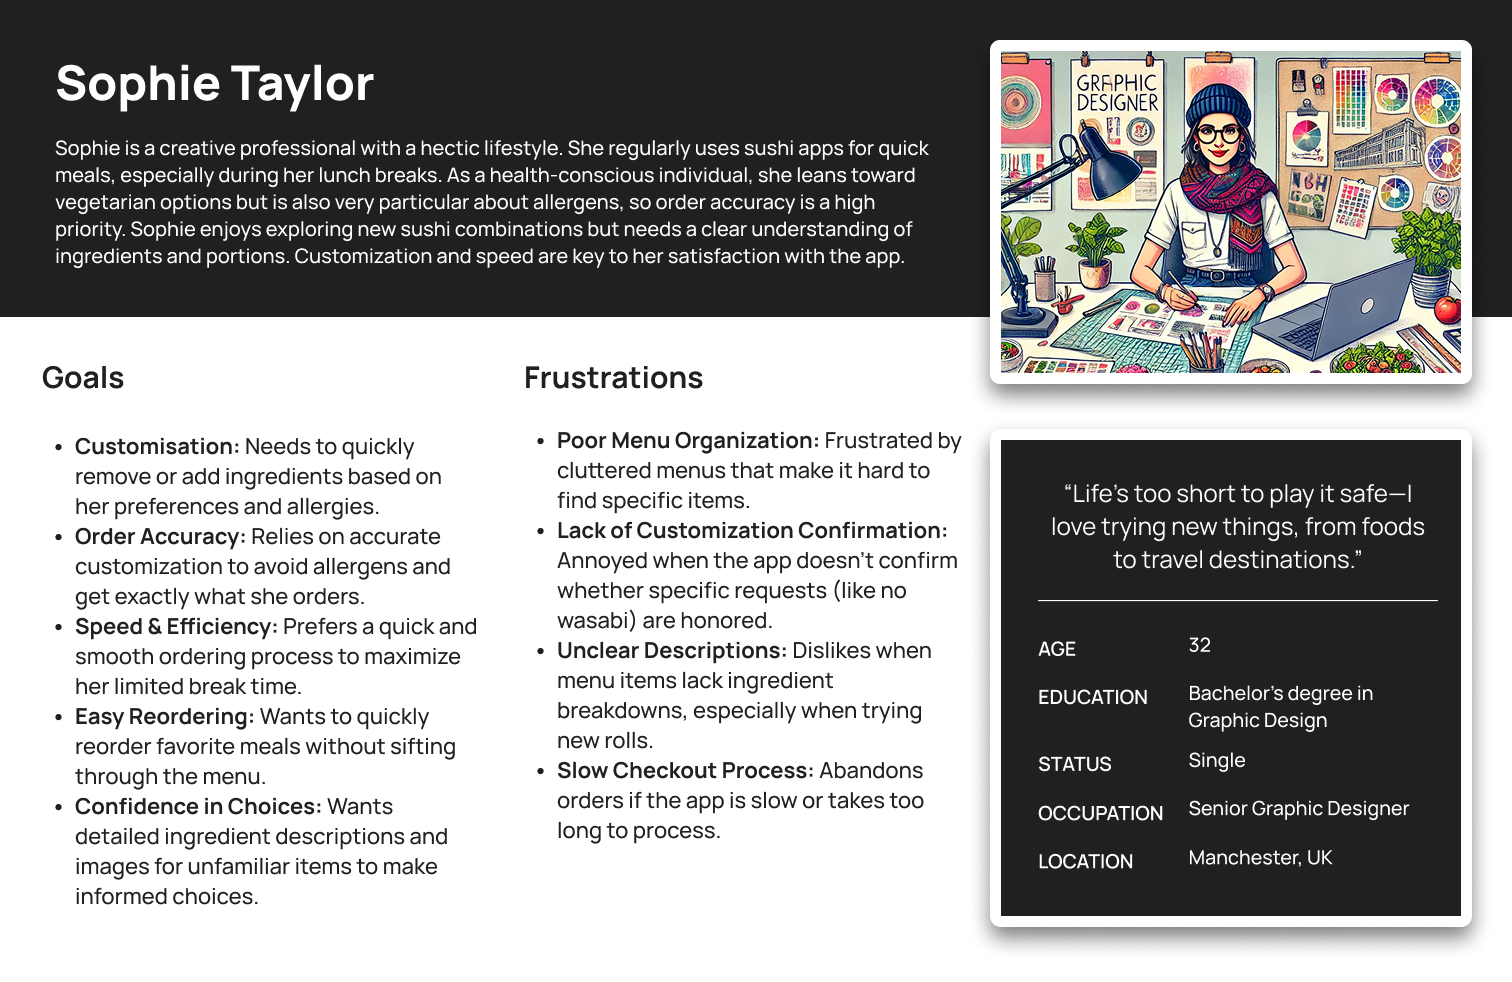 Sophie Taylor
Sophie is a creative professional with a hectic lifestyle. She regularly uses sushi apps for quick
meals, especially during her lunch breaks. As a health-conscious individual, she leans toward
vegetarian options but is also very particular about allergens, so order accuracy is a high
priority. Sophie enjoys exploring new sushi combinations but needs a clear understanding of
ingredients and portions. Customization and speed are key to her satisfaction with the app.
GRAPHIC
DESIGNER
Goals
• Customisation: Needs to quickly
remove or add ingredients based on
her preferences and allergies.
• Order Accuracy: Relies on accurate
customization to avoid allergens and
get exactly what she orders.
• Speed & Efficiency: Prefers a quick and
smooth ordering process to maximize
her limited break time.
• Easy Reordering: Wants to quickly
reorder favorite meals without sifting
through the menu.
• Confidence in Choices: Wants
detailed ingredient descriptions and
images for unfamiliar items to make
informed choices.
Frustrations
• Poor Menu Organization: Frustrated by
cluttered menus that make it hard to
find specific items.
• Lack of Customization Confirmation:
Annoyed when the app doesn’t confirm
whether specific requests (like no
wasabi) are honored.
• Unclear Descriptions: Dislikes when
menu items lack ingredient
breakdowns, especially when trying
new rolls.
• Slow Checkout Process: Abandons
orders if the app is slow or takes too
long to process.
“Life’s too short to play it safe—I
love trying new things, from foods
to travel destinations.”
AGE 32
EDUCATION Bachelor’s degree in
Graphic Design
STATUS Single
OCCUPATION Senior Graphic Designer
LOCATION Manchester, UK